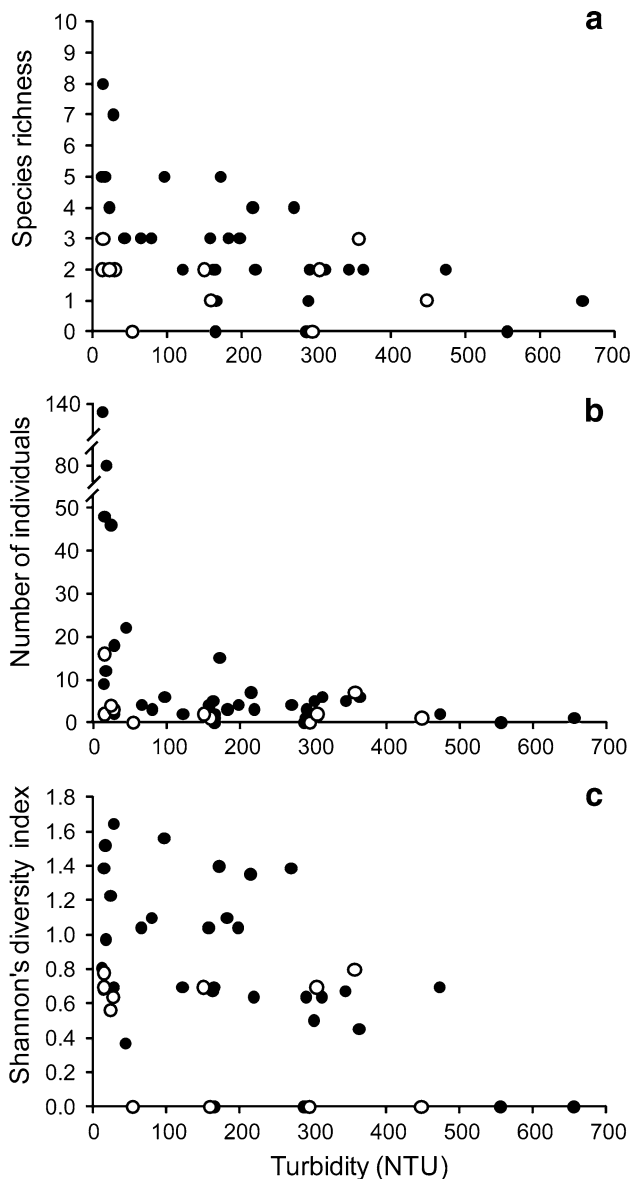 a
Species richness
10
9
8
7
6
5
4
3
2
1
0
0 100 200 300 400 500 600 700
b
Number of individuals
140
80
50
40
30
20
10
0
0 100 200 300 400 500 600 700
c
Shannon's diversity index
1.8
1.6
1.4
1.2
1.0
0.8
0.6
0.4
0.2
0.0
0 100 200 300 400 500 600 700
Turbidity (NTU)